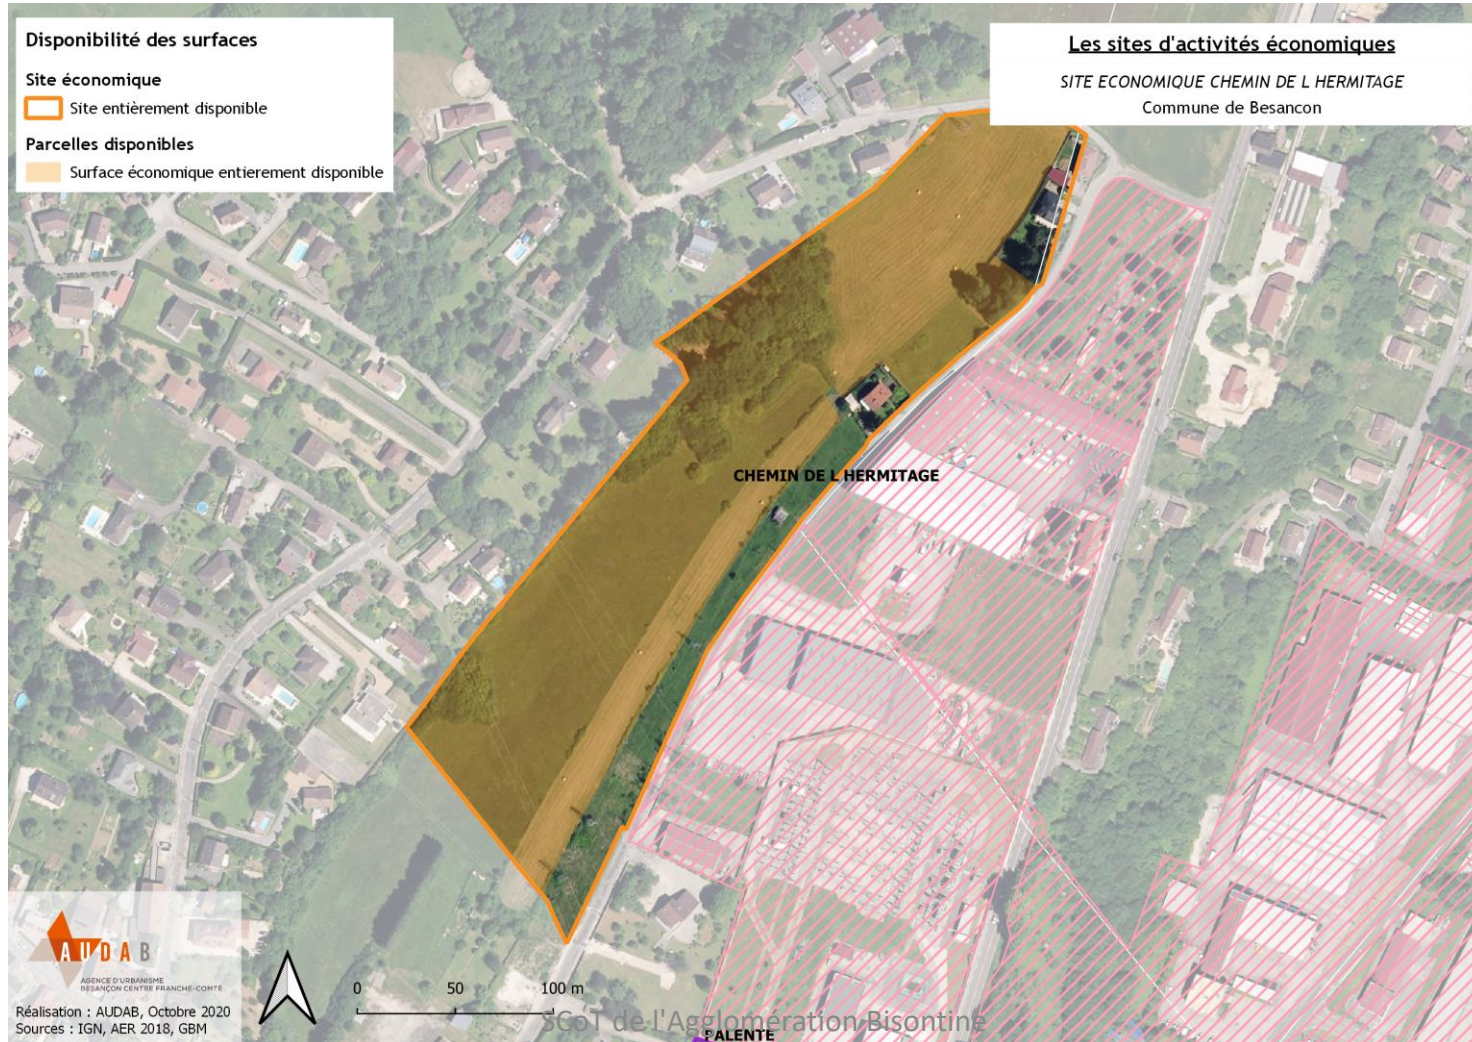 Disponibilité des surfaces
Site économique
Site entièrement disponible
Parcelles disponibles
Surface économique entierement disponible
Les sites d'activités économiques
SITE ECONOMIQUE CHEMIN DE L HERMITAGE
Commune de Besancon
CHEMIN DE L HERMITAGE
AUDAB
AGENCE D'URBANISME
BESANÇON CENTRE FRANCHE-COMTÉ
Réalisation : AUDAB, Octobre 2020
Sources : IGN, AER 2018, GBM
0 50 100 m
SCoT de l'Agglomération Bisontine
PALENTE